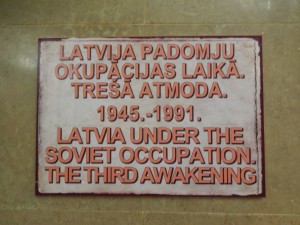 LATVIJA PADOMJU
OKUPĀCIJAS LAIKĀ.
TREŠĀ ATMODA.
1945.-1991.
LATVIA UNDER THE
SOVIET OCCUPATION.
THE THIRD AWAKENING